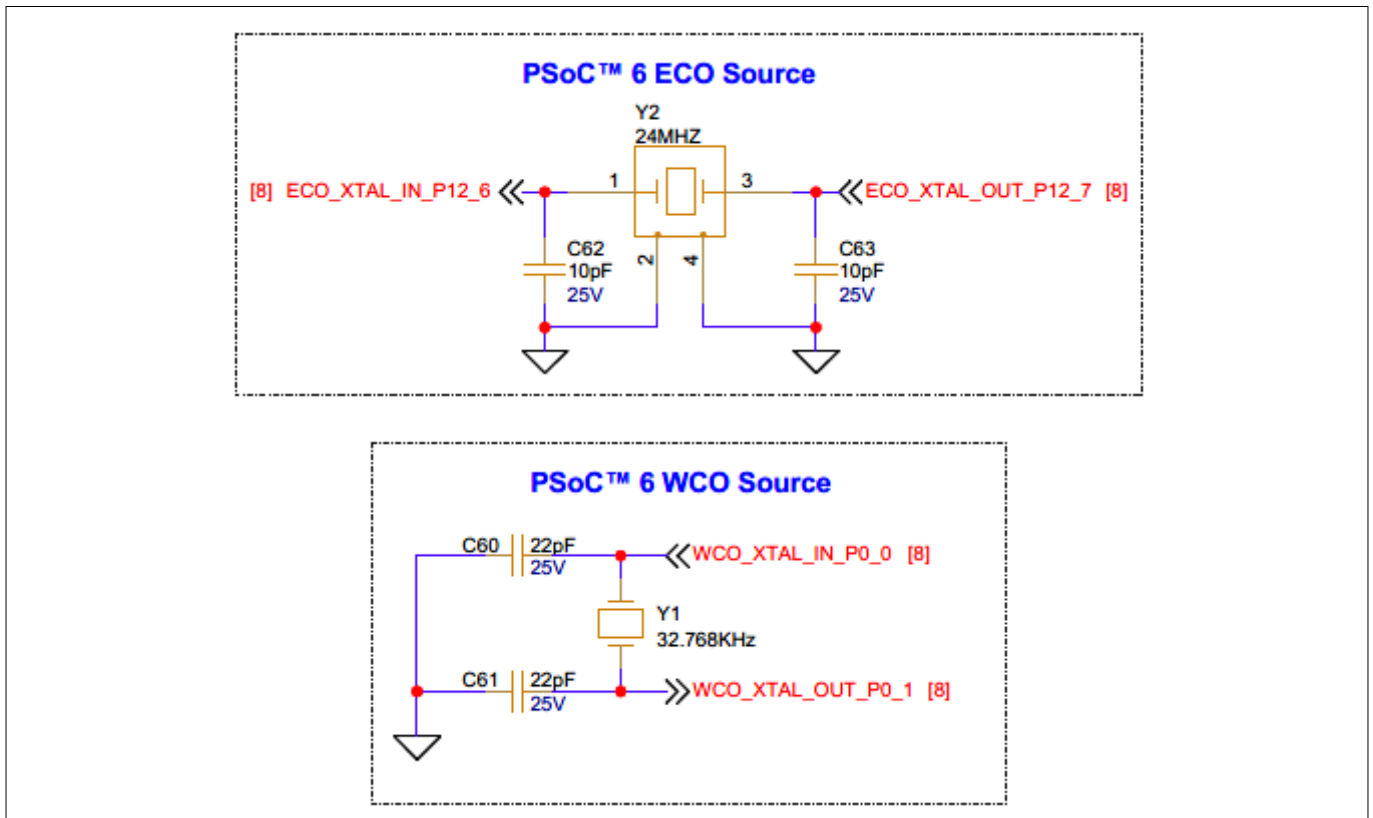 PSoC™ 6 ECO Source
Y2
24MHZ
[8] ECO_XTAL_IN_P12_6
1
3
ECO_XTAL_OUT_P12_7 [8]
C62
10pF
25V
2
4
C63
10pF
25V
PSoC™ 6 WCO Source
C60
22pF
25V
WCO_XTAL_IN_P0_0 [8]
Y1
32.768KHz
C61
22pF
25V
WCO_XTAL_OUT_P0_1 [8]